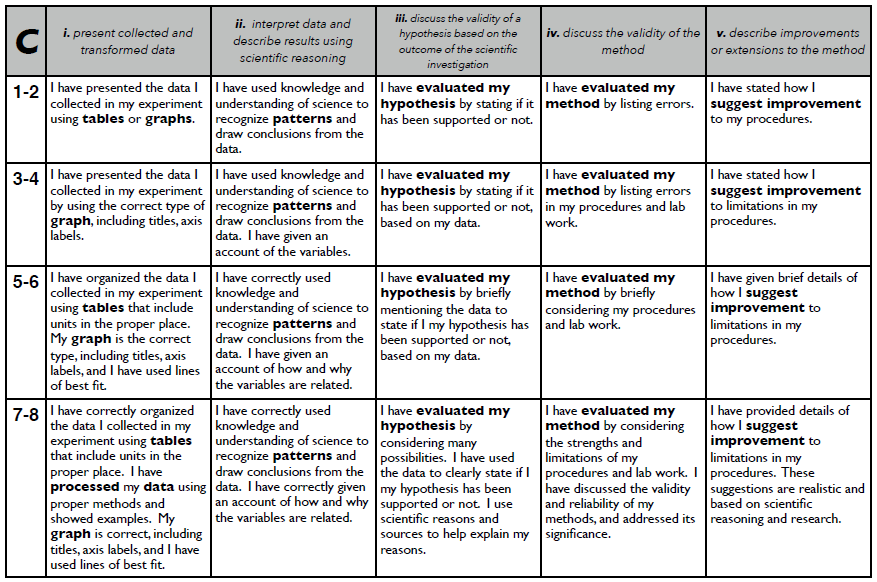 C
i. present collected and
transformed data
ii. interpret data and
describe results using
scientific reasoning
iii. discuss the validity of a
hypothesis based on the
outcome of the scientific
investigation
iv. discuss the validity of the
method
v. describe improvements
or extensions to the method
1-2
I have presented the data I
collected in my experiment
using tables or graphs.
I have used knowledge and
understanding of science to
recognize patterns and
draw conclusions from the
data.
I have evaluated my
hypothesis by stating if it
has been supported or not.
I have evaluated my
method by listing errors.
I have stated how I
suggest improvement
to my procedures.
3-4
I have presented the data I
collected in my experiment
by using the correct type of
graph, including titles, axis
labels.
I have used knowledge and
understanding of science to
recognize patterns and
draw conclusions from the
data. I have given an
account of the variables.
I have evaluated my
hypothesis by stating if it
has been supported or not,
based on my data.
I have evaluated my
method by listing errors
in my procedures and lab
work.
I have stated how I
suggest improvement
to limitations in my
procedures.
5-6
I have organized the data I
collected in my experiment
using tables that include
units in the proper place.
My graph is the correct
type, including titles, axis
labels, and I have used lines
of best fit.
I have correctly used
knowledge and
understanding of science to
recognize patterns and
draw conclusions from the
data. I have given an
account of how and why
the variables are related.
I have evaluated my
hypothesis by briefly
mentioning the data to
state if I my hypothesis has
been supported or not,
based on my data.
I have evaluated my
method by briefly
considering my procedures
and lab work.
I have given brief details of
how I suggest
improvement to
limitations in my
procedures.
7-8
I have correctly organized
the data I collected in my
experiment using tables
that include units in the
proper place. I have
processed my data using
proper methods and
showed examples. My
graph is correct, including
titles, axis labels, and I have
used lines of best fit.
I have correctly used
knowledge and
understanding of science to
recognize patterns and
draw conclusions from the
data. I have correctly given
an account of how and why
the variables are related.
I have evaluated my
hypothesis by
considering many
possibilities. I have used
the data to clearly state if I
my hypothesis has been
supported or not. I use
scientific reasons and
sources to help explain my
reasons.
I have evaluated my
method by considering
the strengths and
limitations of my
procedures and lab work. I
have discussed the validity
and reliability of my
methods, and addressed its
significance.
I have provided details of
how I suggest
improvement to
limitations in my
procedures. These
suggestions are realistic and
based on scientific
reasoning and research.